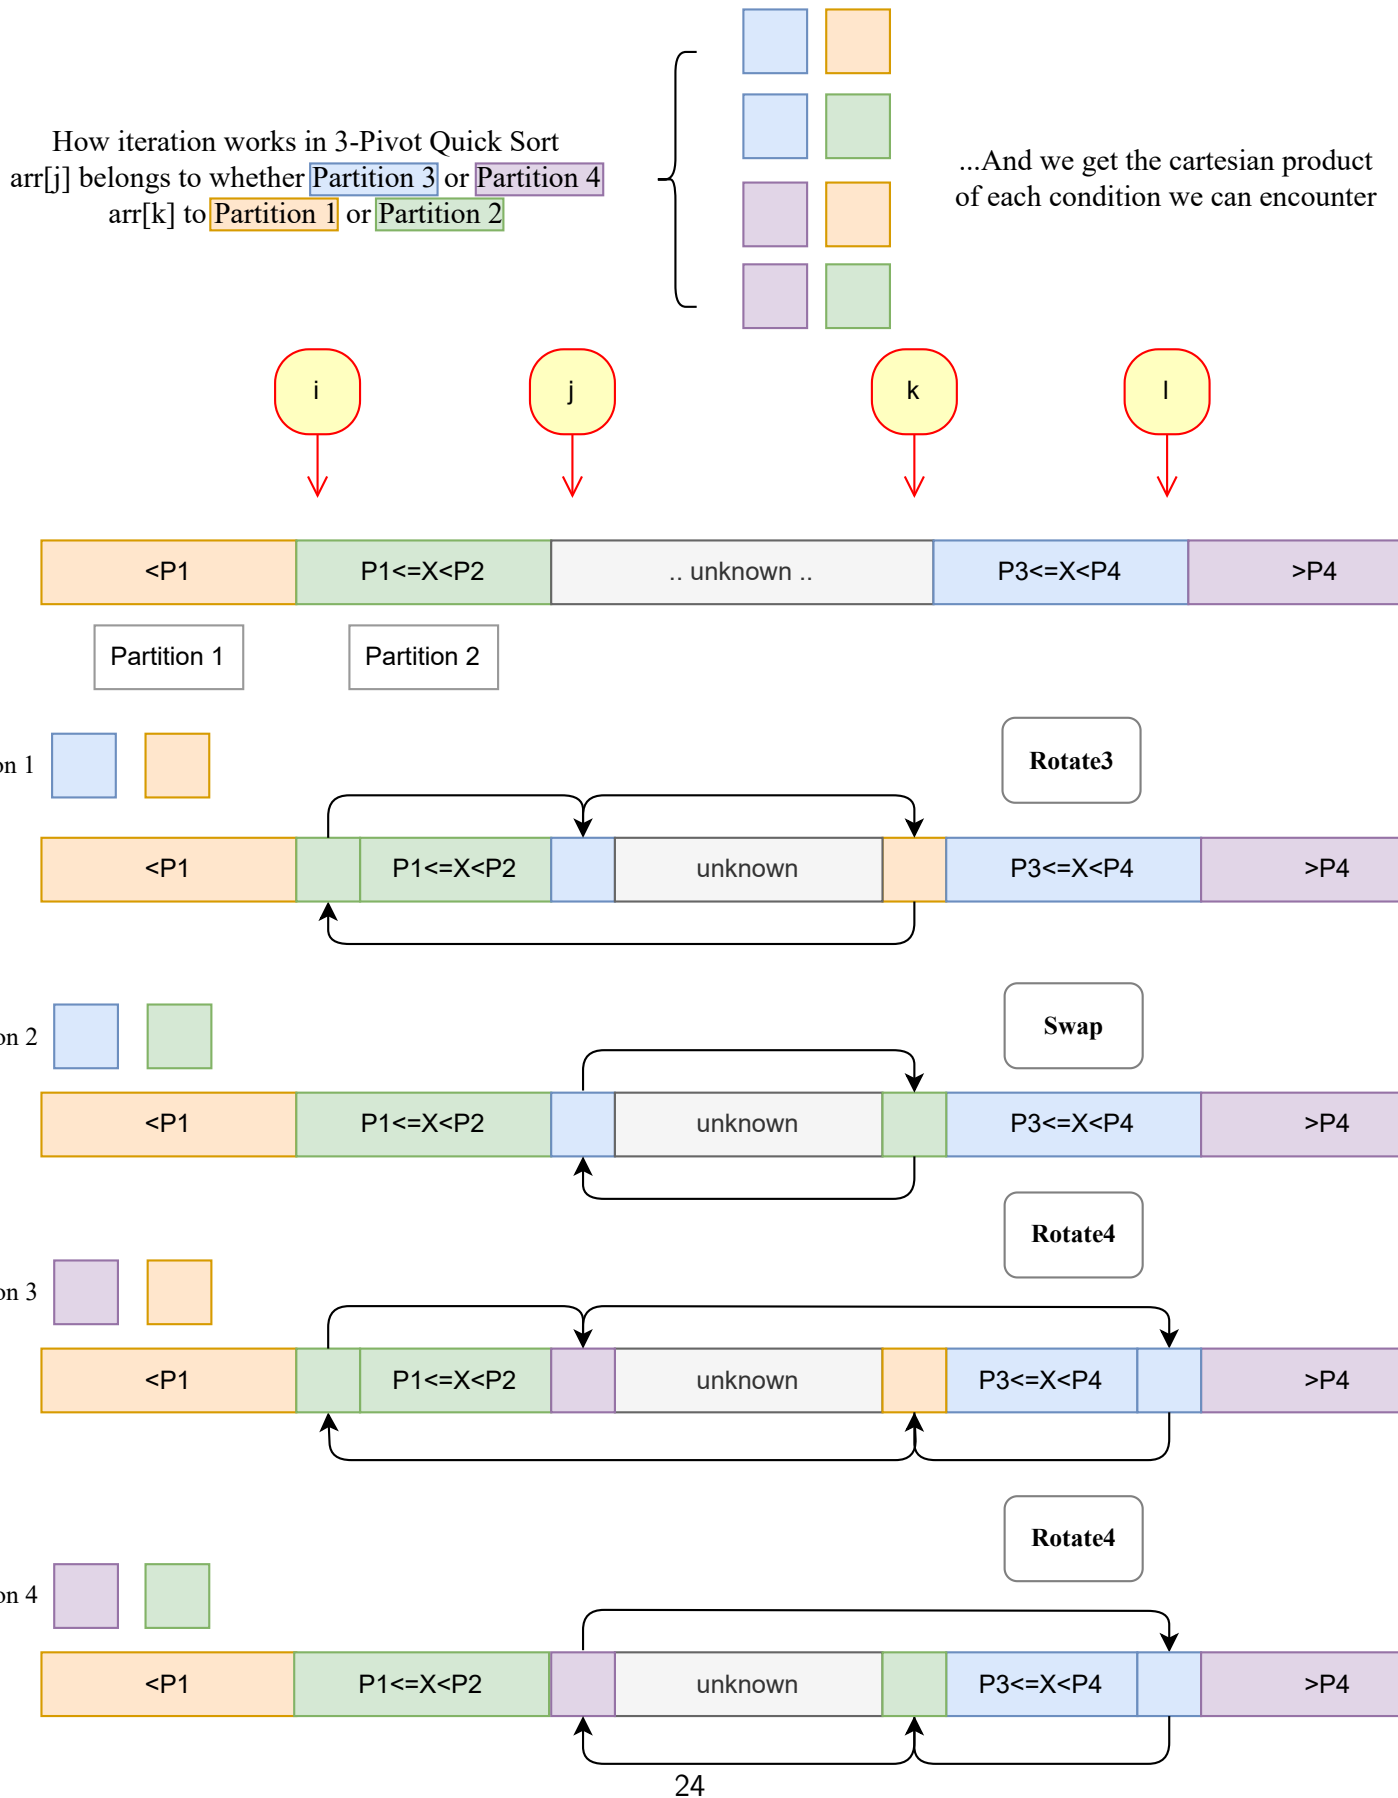 How iteration works in 3-Pivot Quick Sort
arr[j] belongs to whether Partition 3 or Partition 4
arr[k] to Partition 1 or Partition 2
...And we get the cartesian product
of each condition we can encounter
i j k l
<P1 P1<=X<P2 .. unknown .. P3<=X<P4 >P4
Partition 1 Partition 2
on 1
Rotate3
<P1 P1<=X<P2 unknown P3<=X<P4 >P4
on 2
Swap
<P1 P1<=X<P2 unknown P3<=X<P4 >P4
Rotate4
on 3
<P1 P1<=X<P2 unknown P3<=X<P4 >P4
Rotate4
on 4
<P1 P1<=X<P2 unknown P3<=X<P4 >P4
24